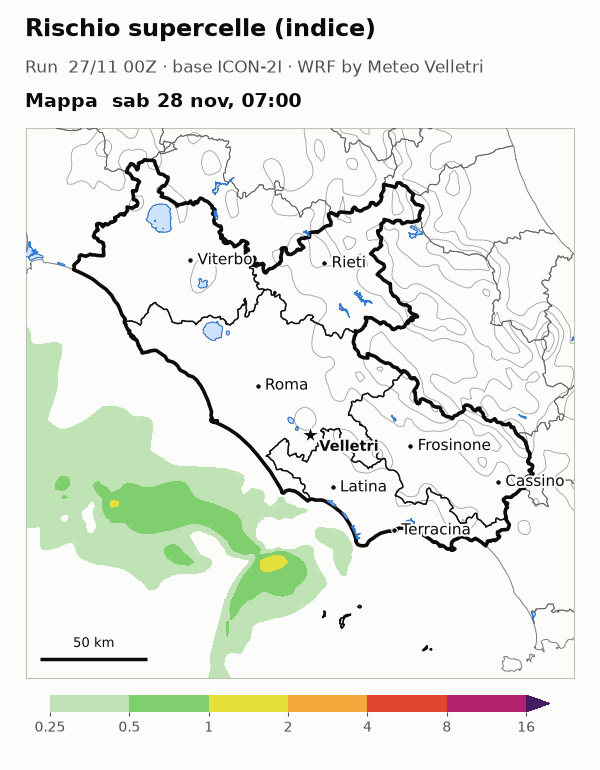 Rischio supercelle (indice)
Run  27/11 00Z · base ICON-2I · WRF by Meteo Velletri
Mappa  sab 28 nov, 07:00
Viterbo
Rieti
Roma
Velletri
Frosinone
Cassino
Latina
Terracina
50 km
0.25 0.5 1 2 4 8 16